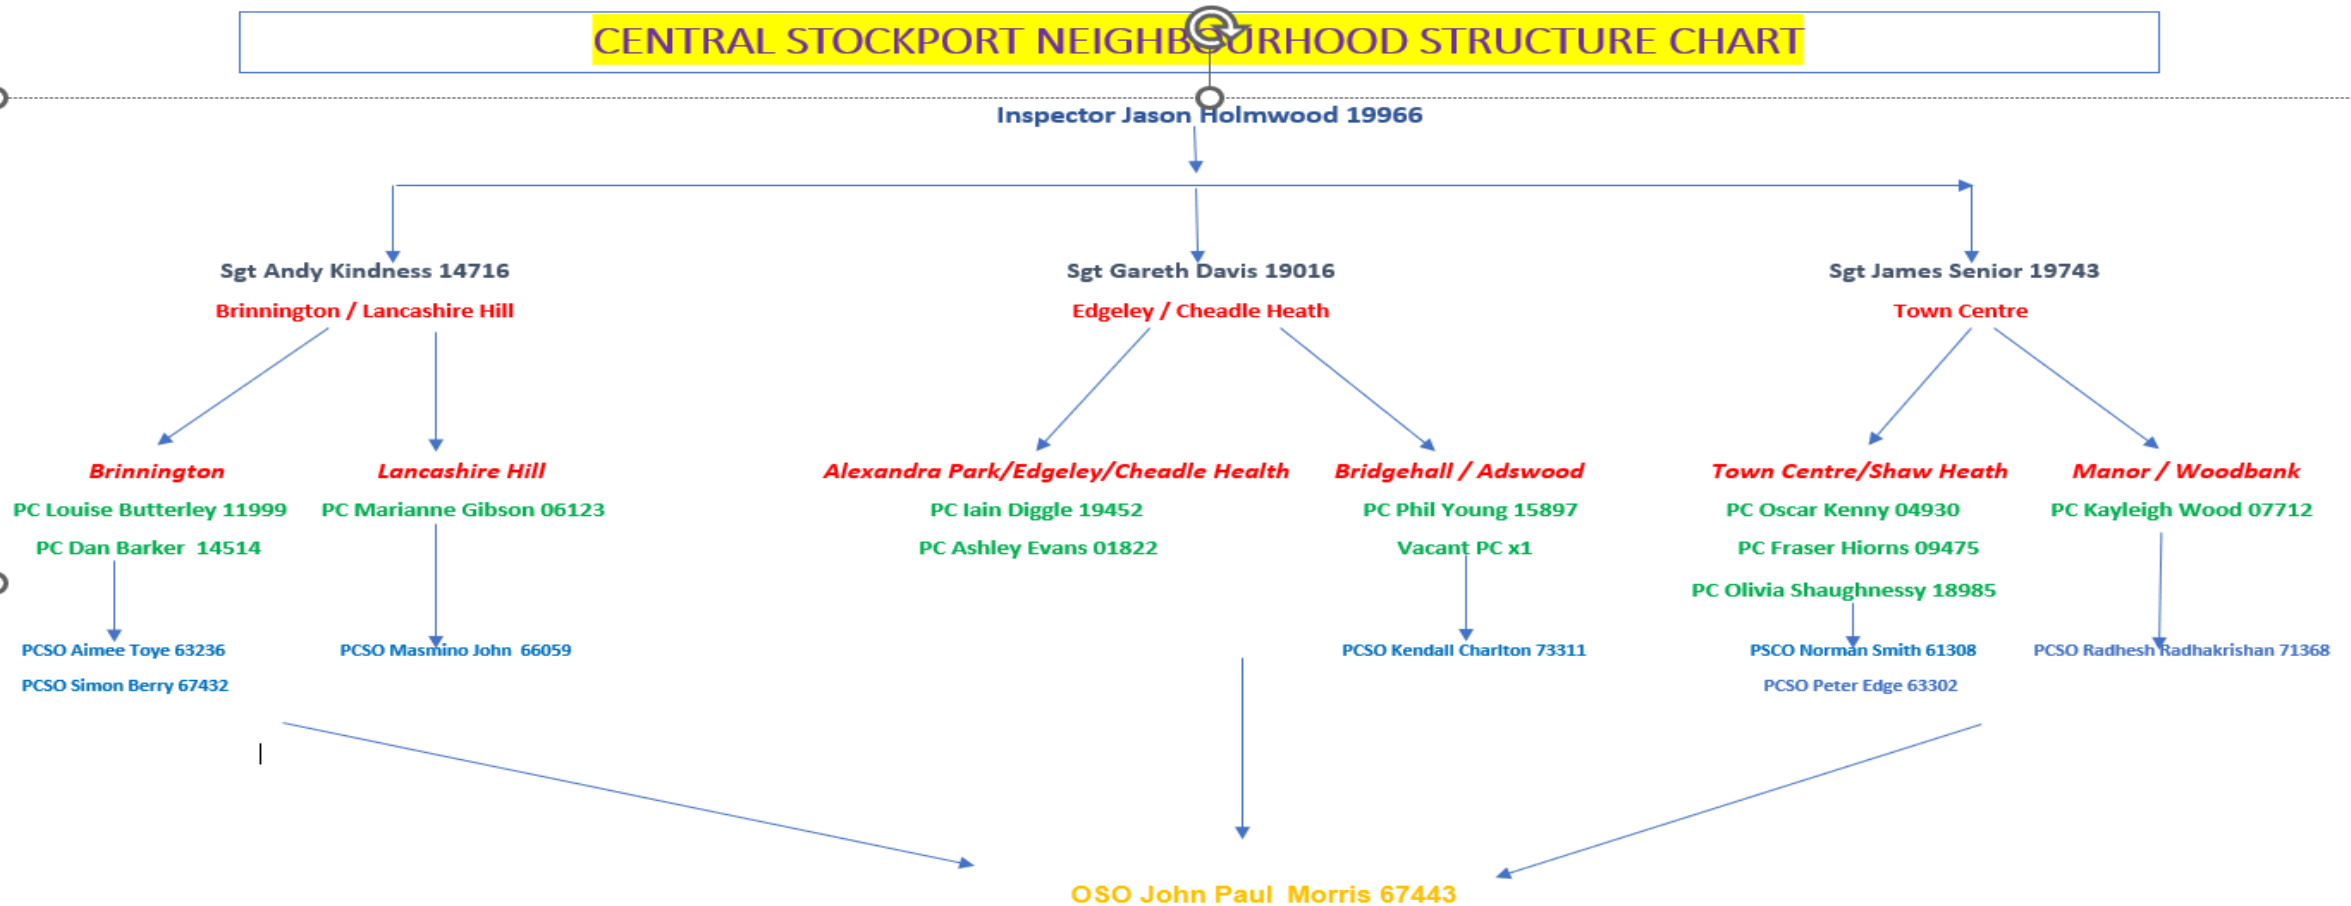 CENTRAL STOCKPORT NEIGHBOURHOOD STRUCTURE CHART
Inspector Jason Holmwood 19966
Sgt Andy Kindness 14716
Brinnington / Lancashire Hill
Sgt Gareth Davis 19016
Edgeley / Cheadle Heath
Sgt James Senior 19743
Town Centre
Brinnington
PC Louise Butterley 11999
PC Dan Barker  14514
PCSO Aimee Toye 63236
PCSO Simon Berry 67432
Lancashire Hill
PC Marianne Gibson 06123
PCSO Masmino John  66059
Alexandra Park/Edgeley/Cheadle Health
PC Iain Diggle 19452
PC Ashley Evans 01822
Bridgehall / Adswood
PC Phil Young 15897
Vacant PC x1
PCSO Kendall Charlton 73311
Town Centre/Shaw Heath
PC Oscar Kenny 04930
PC Fraser Hiorns 09475
PC Olivia Shaughnessy 18985
PSCO Norman Smith 61308
PCSO Peter Edge 63302
Manor / Woodbank
PC Kayleigh Wood 07712
PCSO Radhesh Radhakrishan 71368
OSO John Paul  Morris 67443